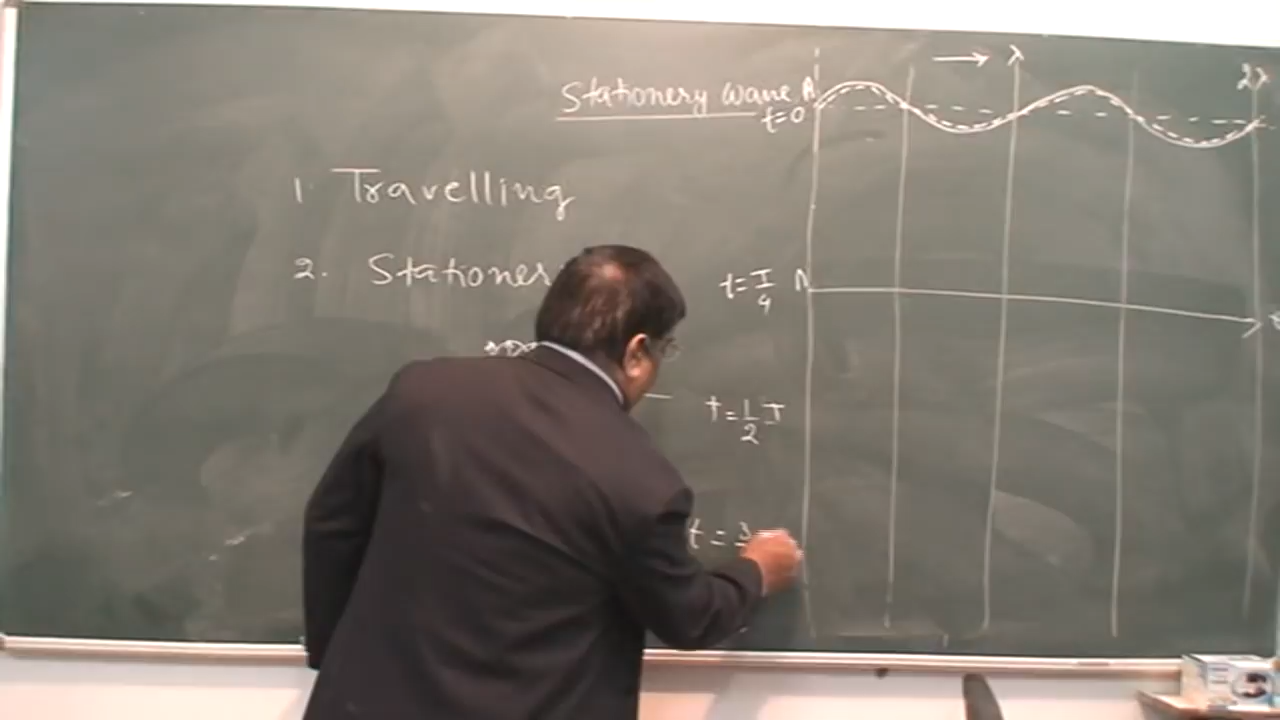 Stationery wave A
t=0
λ
2λ
1. Travelling
2. Stationer
t=T/4 A
t=1/2 T
t = 3